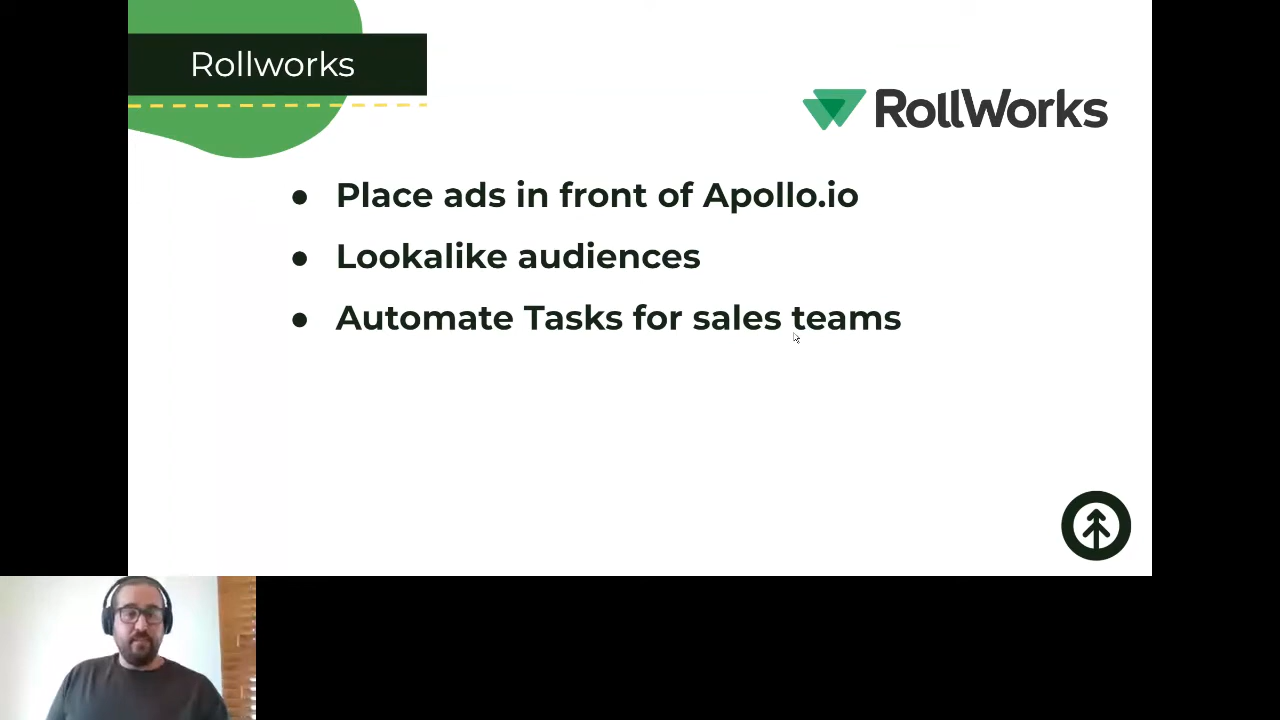 Rollworks
RollWorks
● Place ads in front of Apollo.io
● Lookalike audiences
● Automate Tasks for sales teams